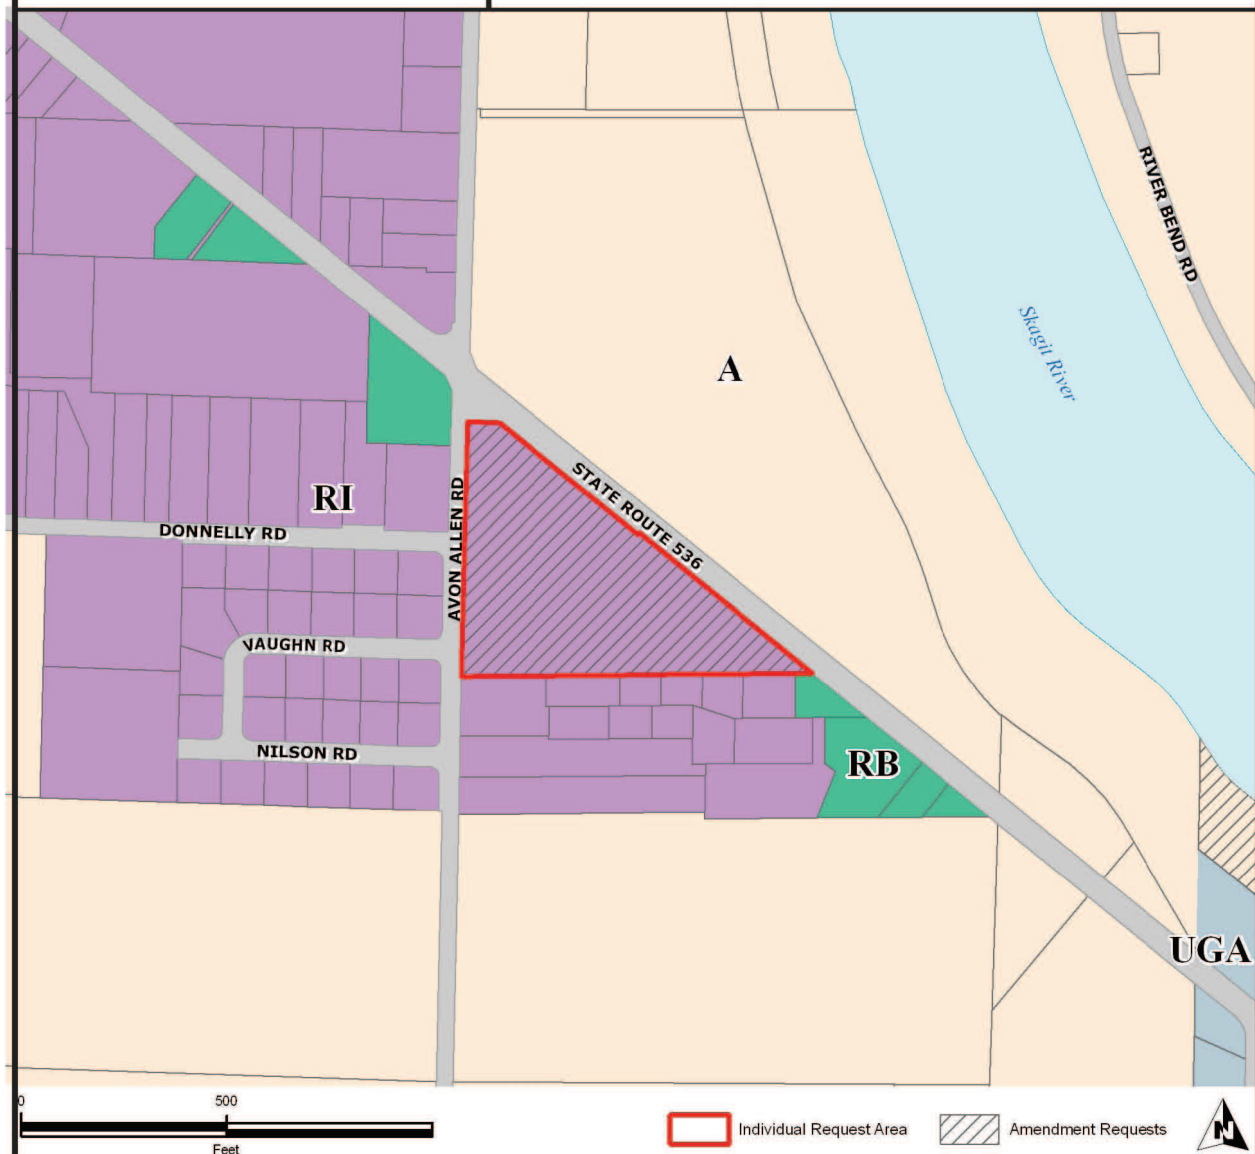 RIVER BEND RD
Skagit River
A
STATE ROUTE 536
RI
AVON ALLEN RD
DONNELLY RD
VAUGHN RD
NILSON RD
RB
UGA
0 500
Feet
Individual Request Area
Amendment Requests
N